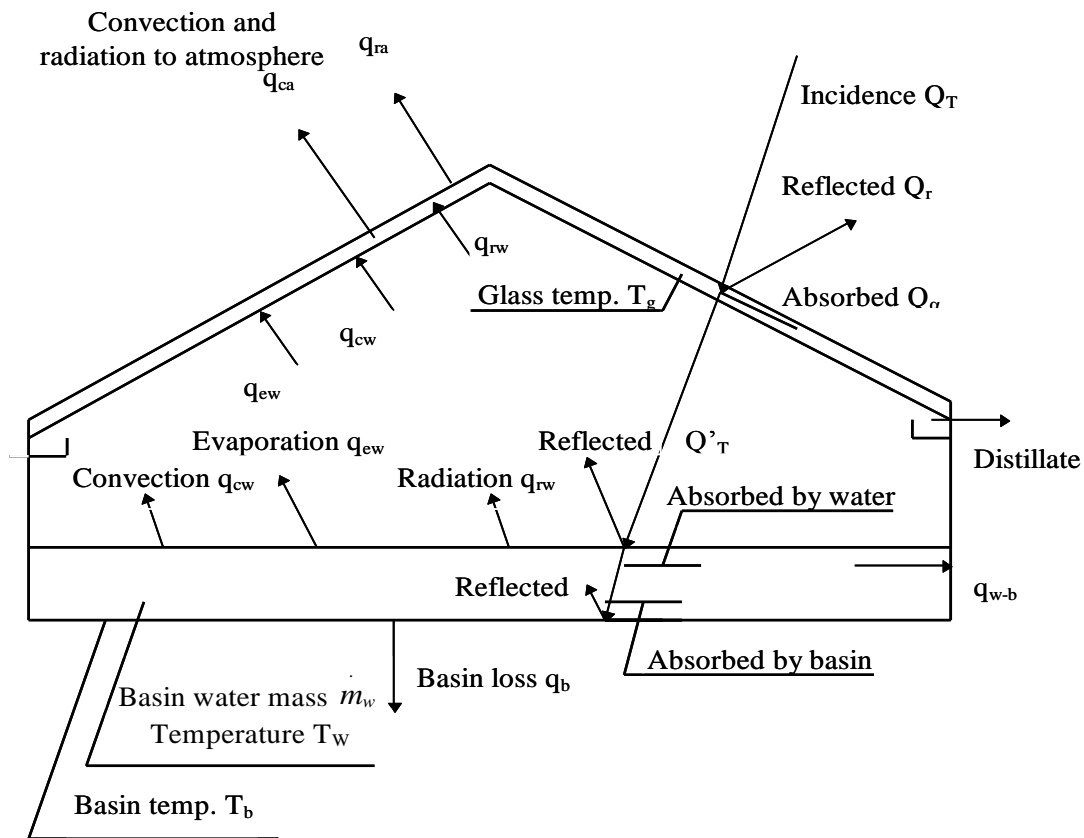 Convection and
radiation to atmosphere
qra
qca
Incidence QT
Reflected Qr
qrw
Glass temp. Tg
Absorbed Qα
qcw
qew
Evaporation qew
Reflected
Q’T
Distillate
Convection qcw
Radiation qrw
Absorbed by water
Reflected
qw-b
Absorbed by basin
Basin loss qb
Basin water mass ṁw
Temperature TW
Basin temp. Tb